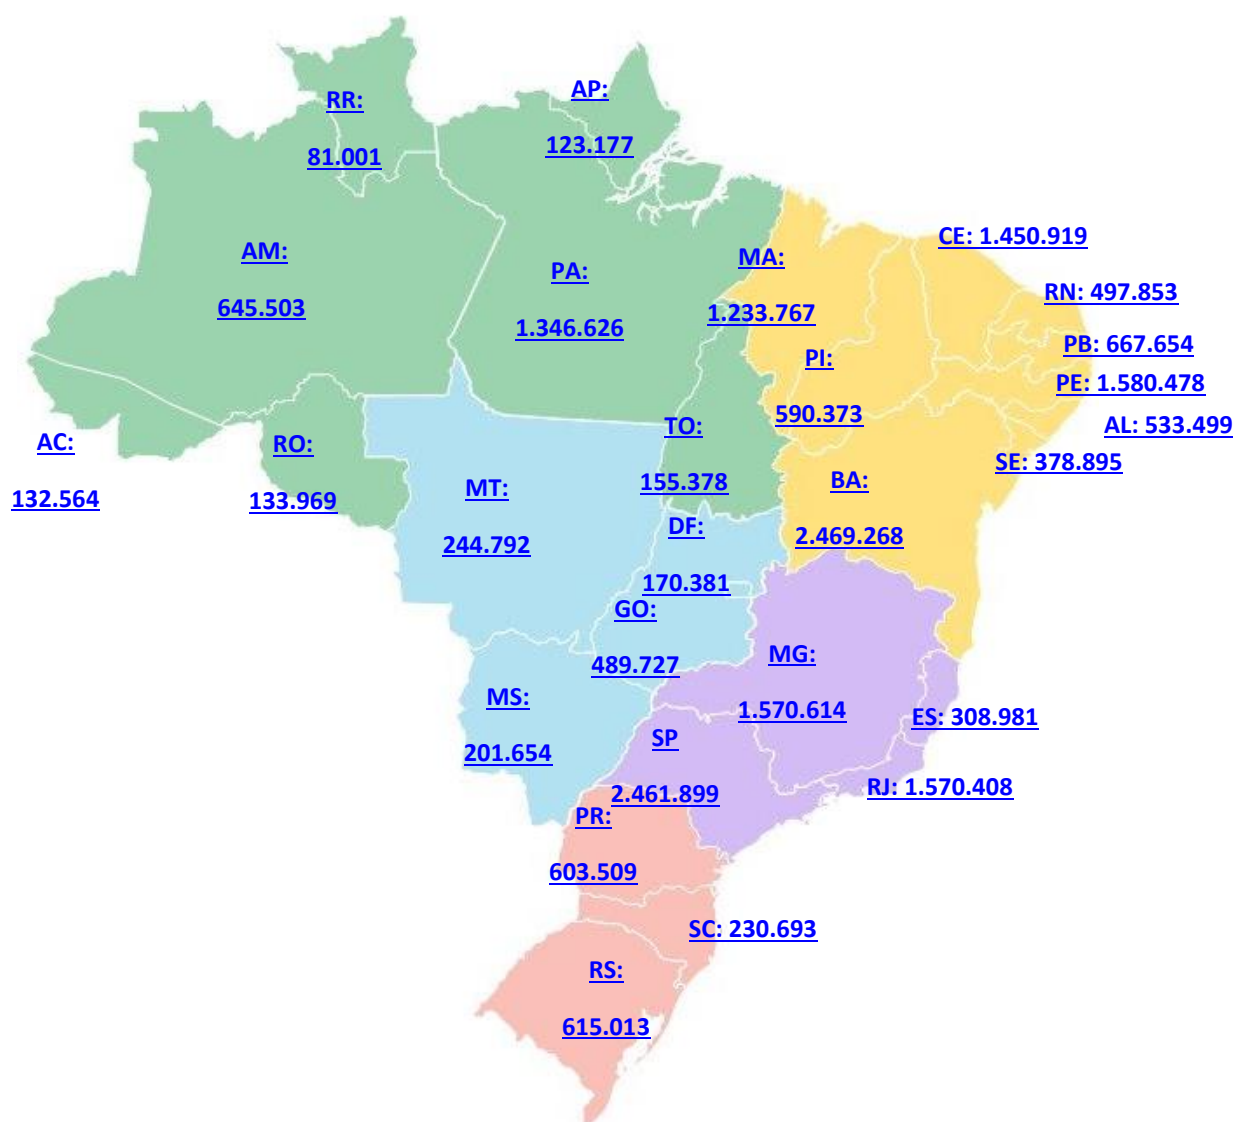 RR:
81.001
AP:
123.177
AM:
645.503
PA:
1.346.626
MA:
1.233.767
CE: 1.450.919
RN: 497.853
PB: 667.654
PI:
590.373
PE: 1.580.478
AL: 533.499
SE: 378.895
AC:
132.564
RO:
133.969
TO:
155.378
BA:
2.469.268
MT:
244.792
DF:
170.381
GO:
489.727
MG:
1.570.614
MS:
201.654
ES: 308.981
SP
2.461.899
RJ: 1.570.408
PR:
603.509
SC: 230.693
RS:
615.013